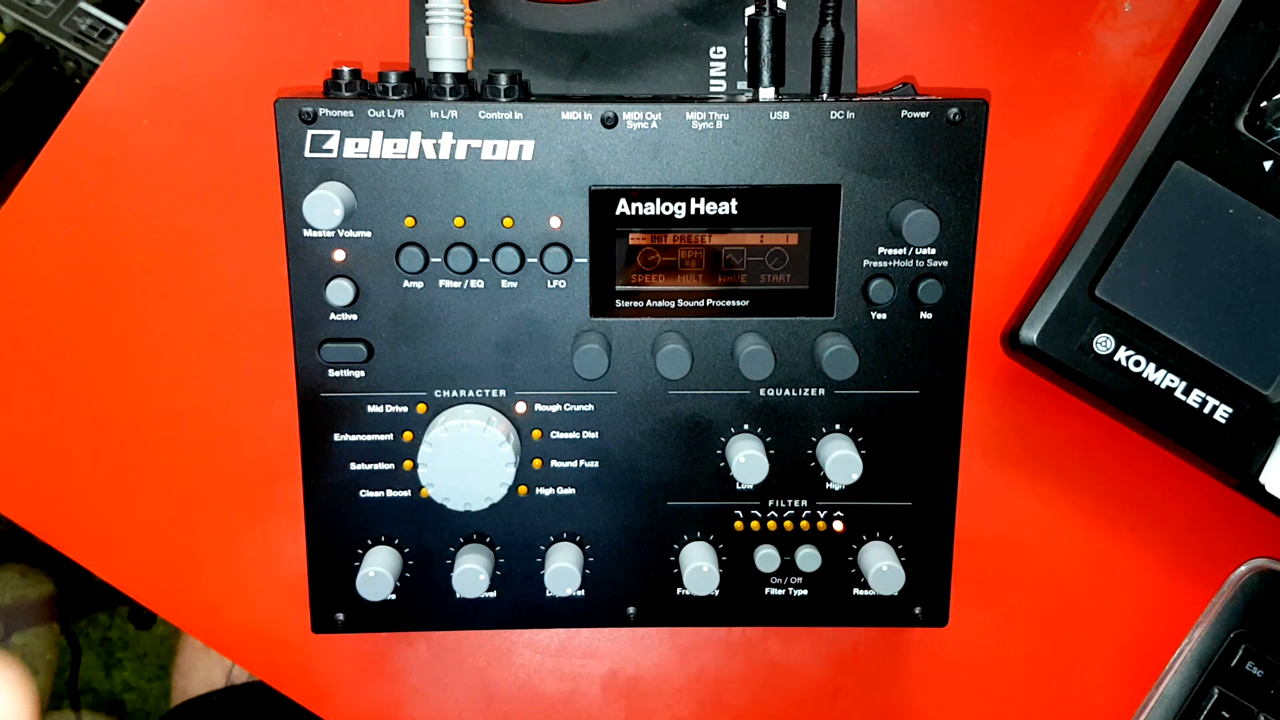 UNG
Phones
Out L/R
In L/R
Control In
MIDI In
MIDI Out
Sync A
MIDI Thru
Sync B
USB
DC In
Power
elektron
Master Volume
Active
Settings
Amp
Filter / EQ
Env
LFO
Analog Heat
--- INIT PRESET : 1
BPM
SPEED MULT WAVE START
Stereo Analog Sound Processor
Preset / Data
Press+Hold to Save
Yes
No
KOMPLETE
CHARACTER
Mid Drive
Enhancement
Saturation
Clean Boost
Rough Crunch
Classic Dist
Round Fuzz
High Gain
EQUALIZER
Low
High
FILTER
On / Off
Filter Type
Esc